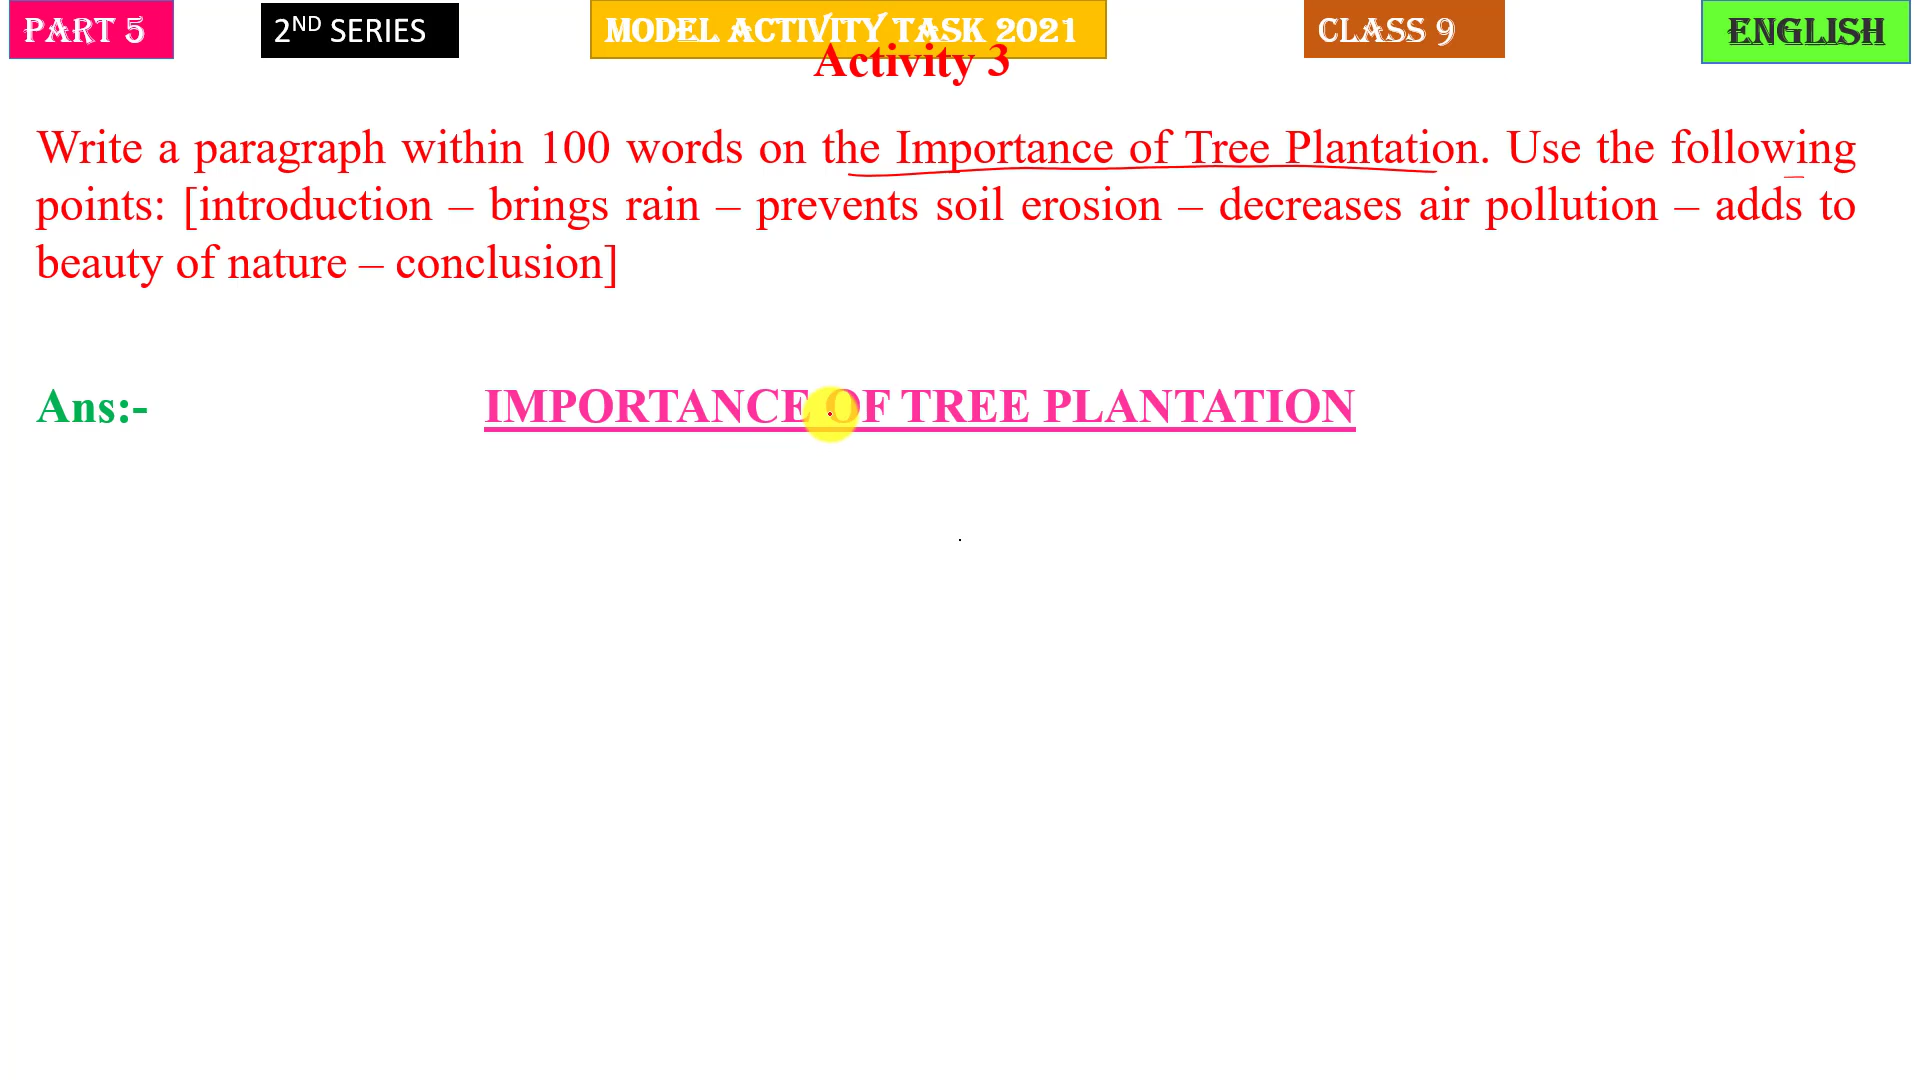 PART 5
2ND SERIES
MODEL ACTIVITY TASK 2021
CLASS 9
ENGLISH
Activity 3
Write a paragraph within 100 words on the Importance of Tree Plantation. Use the following
points: [introduction – brings rain – prevents soil erosion – decreases air pollution – adds to
beauty of nature – conclusion]
Ans:-
IMPORTANCE OF TREE PLANTATION